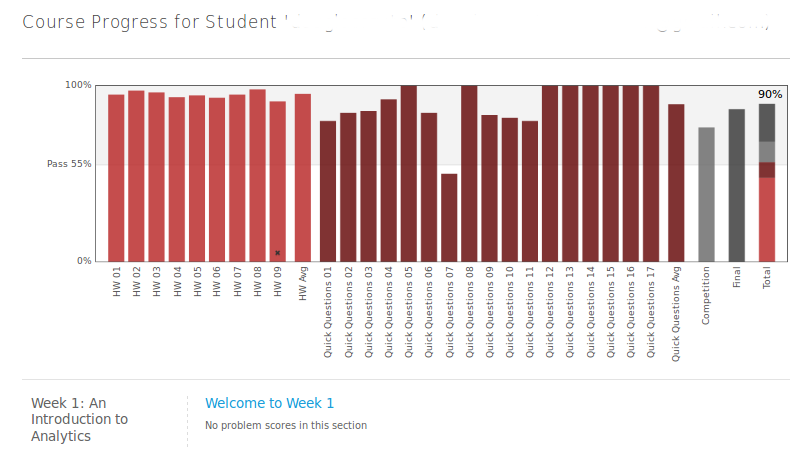 Course Progress for Student
100%
90%
Pass 55%
0%
HW 01
HW 02
HW 03
HW 04
HW 05
HW 06
HW 07
HW 08
HW 09
HW Avg
Quick Questions 01
Quick Questions 02
Quick Questions 03
Quick Questions 04
Quick Questions 05
Quick Questions 06
Quick Questions 07
Quick Questions 08
Quick Questions 09
Quick Questions 10
Quick Questions 11
Quick Questions 12
Quick Questions 13
Quick Questions 14
Quick Questions 15
Quick Questions 16
Quick Questions 17
Quick Questions Avg
Competition
Final
Total
Week 1: An
Introduction to
Analytics
Welcome to Week 1
No problem scores in this section